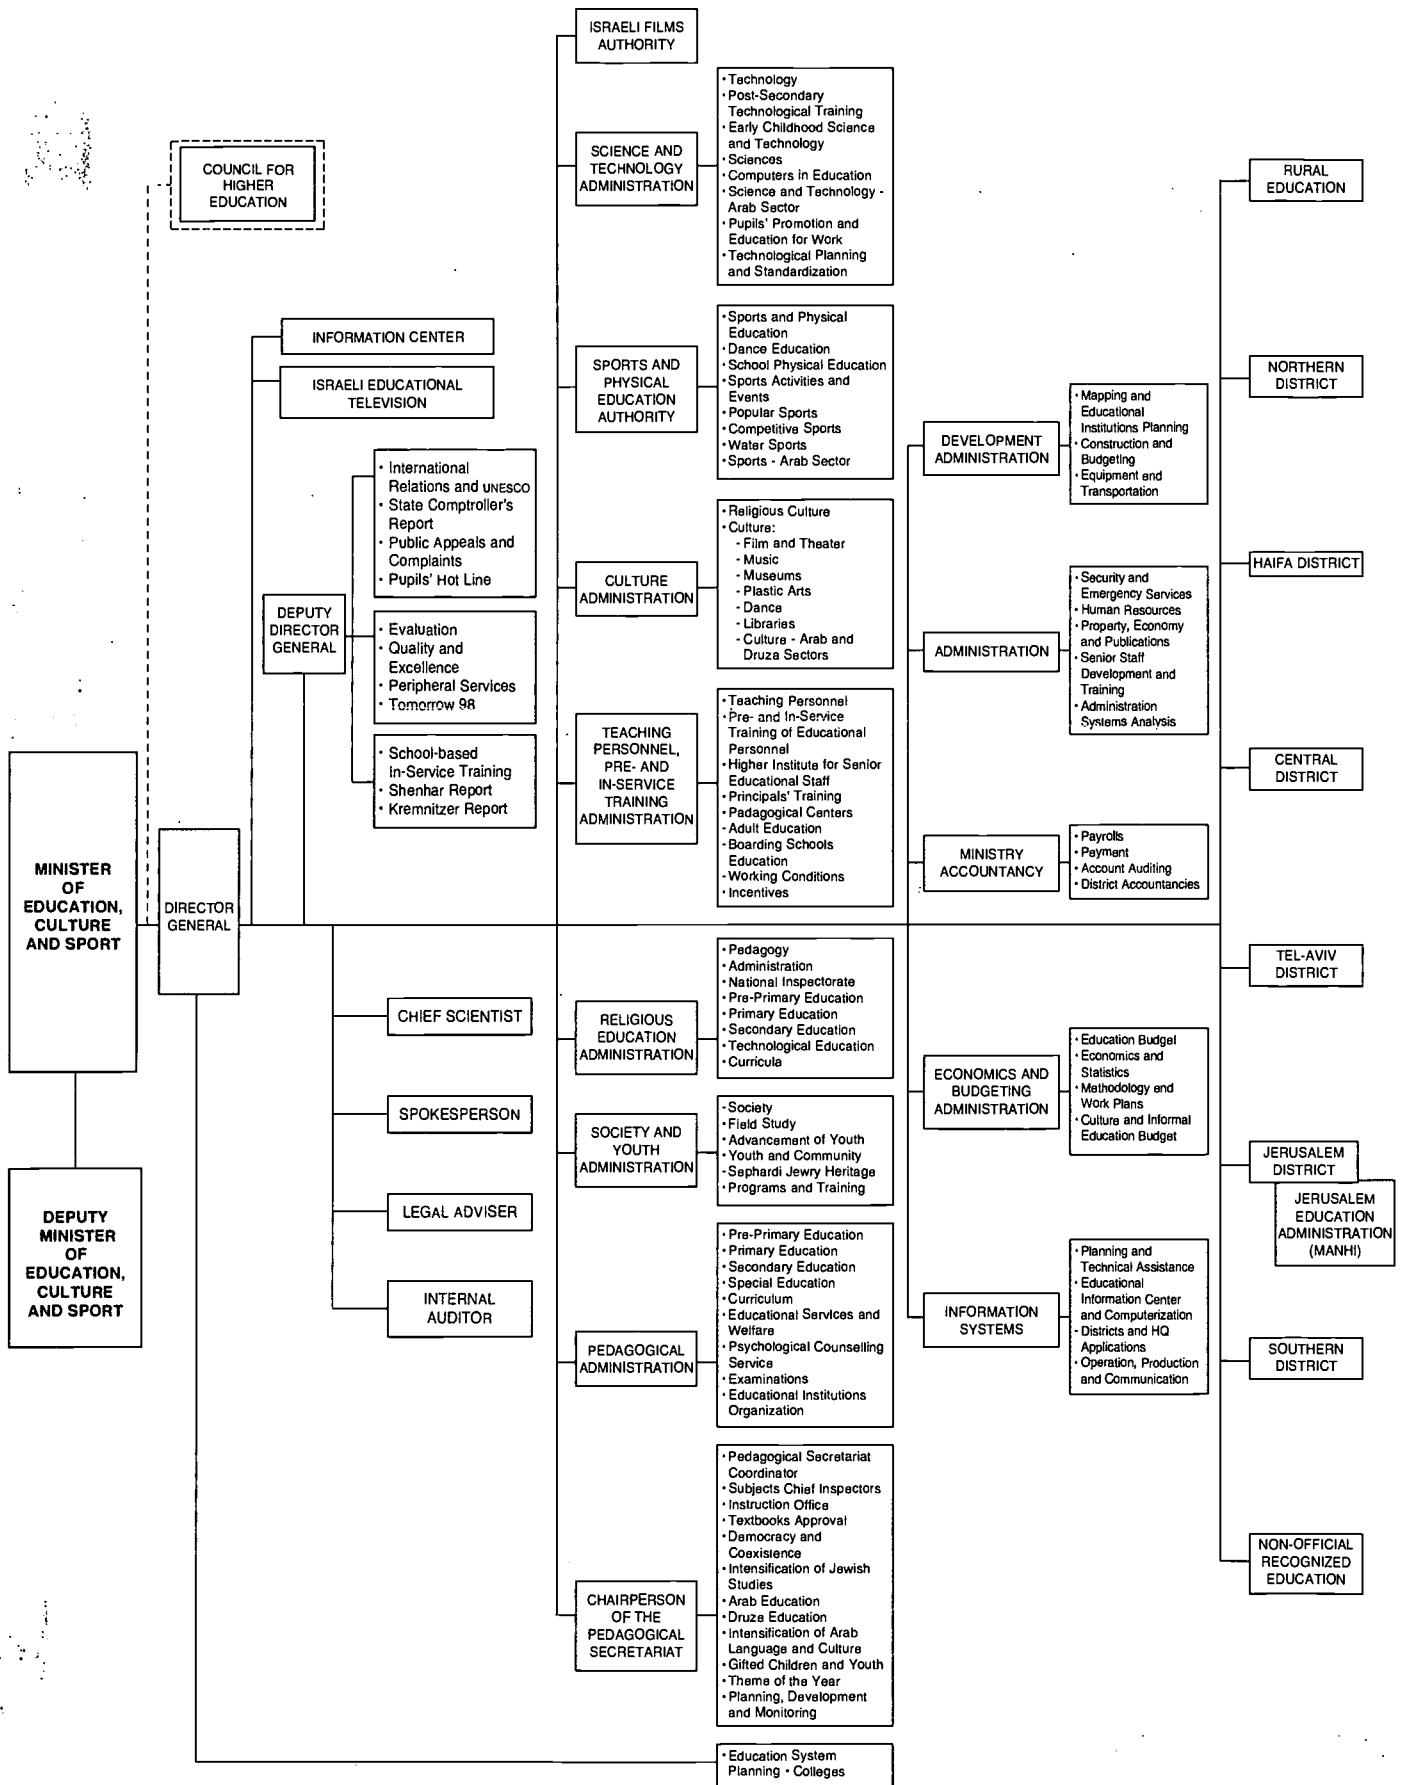 ISRAELI FILMS
AUTHORITY
SCIENCE AND
TECHNOLOGY
ADMINISTRATION
• Technology
• Post-Secondary
Technological Training
• Early Childhood Science
and Technology
• Sciences
• Computers in Education
• Science and Technology -
Arab Sector
• Pupils' Promotion and
Education for Work
• Technological Planning
and Standardization
COUNCIL FOR
HIGHER
EDUCATION
RURAL
EDUCATION
INFORMATION CENTER
ISRAELI EDUCATIONAL
TELEVISION
SPORTS AND
PHYSICAL
EDUCATION
AUTHORITY
• Sports and Physical
Education
• Dance Education
• School Physical Education
• Sports Activities and
Events
• Popular Sports
• Competitive Sports
• Water Sports
• Sports - Arab Sector
NORTHERN
DISTRICT
DEVELOPMENT
ADMINISTRATION
• Mapping and
Educational
Institutions Planning
• Construction and
Budgeting
• Equipment and
Transportation
• International
Relations and UNESCO
• State Comptroller's
Report
• Public Appeals and
Complaints
• Pupils' Hot Line
DEPUTY
DIRECTOR
GENERAL
• Evaluation
• Quality and
Excellence
• Peripheral Services
• Tomorrow 98
• School-based
In-Service Training
• Shenhar Report
• Kremnitzer Report
CULTURE
ADMINISTRATION
• Religious Culture
• Culture:
- Film and Theater
- Music
- Museums
- Plastic Arts
- Dance
- Libraries
- Culture - Arab and
Druze Sectors
HAIFA DISTRICT
ADMINISTRATION
• Security and
Emergency Services
• Human Resources
• Property, Economy
and Publications
• Senior Staff
Development and
Training
• Administration
Systems Analysis
TEACHING
PERSONNEL,
PRE- AND
IN-SERVICE
TRAINING
ADMINISTRATION
• Teaching Personnel
• Pre- and In-Service
Training of Educational
Personnel
• Higher Institute for Senior
Educational Staff
• Principals' Training
• Padagogical Centers
- Adult Education
- Boarding Schools
Education
- Working Conditions
• Incentives
CENTRAL
DISTRICT
MINISTRY
ACCOUNTANCY
• Payrolls
• Payment
• Account Auditing
• District Accountancies
MINISTER
OF
EDUCATION,
CULTURE
AND SPORT
DIRECTOR
GENERAL
DEPUTY
MINISTER
OF
EDUCATION,
CULTURE
AND SPORT
CHIEF SCIENTIST
SPOKESPERSON
LEGAL ADVISER
INTERNAL
AUDITOR
RELIGIOUS
EDUCATION
ADMINISTRATION
• Pedagogy
• Administration
• National Inspectorate
• Pre-Primary Education
• Primary Education
• Secondary Education
• Technological Education
• Curricula
TEL-AVIV
DISTRICT
ECONOMICS AND
BUDGETING
ADMINISTRATION
• Education Budget
• Economics and
Statistics
• Methodology and
Work Plans
• Culture and Informal
Education Budget
SOCIETY AND
YOUTH
ADMINISTRATION
- Society
• Field Study
• Advancement of Youth
• Youth and Community
- Sephardi Jewry Heritage
• Programs and Training
JERUSALEM
DISTRICT
JERUSALEM
EDUCATION
ADMINISTRATION
(MANHI)
PEDAGOGICAL
ADMINISTRATION
• Pre-Primary Education
• Primary Education
• Secondary Education
• Special Education
• Curriculum
• Educational Services and
Welfare
• Psychological Counselling
Service
• Examinations
• Educational Institutions
Organization
INFORMATION
SYSTEMS
• Planning and
Technical Assistance
• Educational
Information Center
and Computerization
- Districts and HQ
Applications
• Operation, Production
and Communication
SOUTHERN
DISTRICT
CHAIRPERSON
OF THE
PEDAGOGICAL
SECRETARIAT
• Pedagogical Secretariat
Coordinator
• Subjects Chief Inspectors
• Instruction Office
• Textbooks Approval
• Democracy and
Coexistence
• Intensification of Jewish
Studies
• Arab Education
• Druze Education
• Intensification of Arab
Language and Culture
• Gifted Children and Youth
• Theme of the Year
• Planning, Development
and Monitoring
NON-OFFICIAL
RECOGNIZED
EDUCATION
• Education System
Planning • Colleges